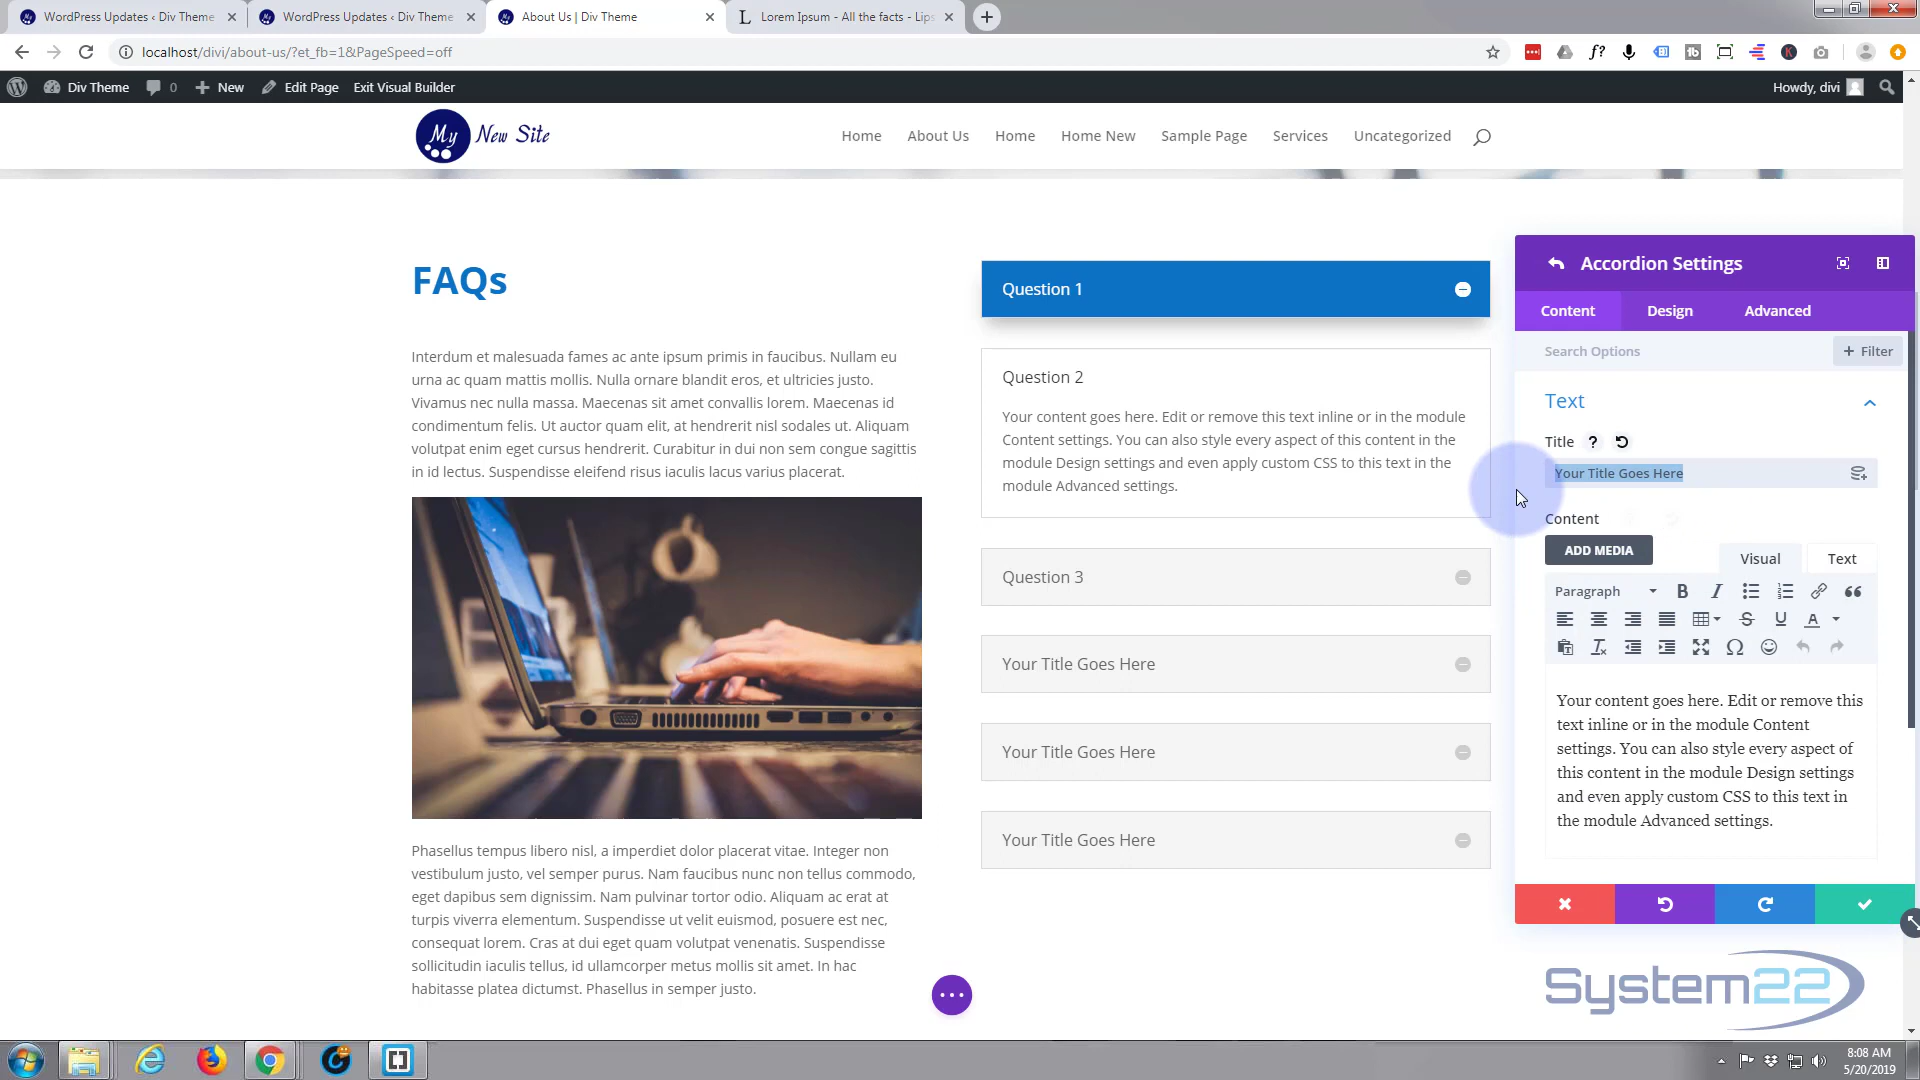 WordPress Updates ‹ Div Theme
WordPress Updates ‹ Div Theme
About Us | Div Theme
Lorem Ipsum - All the facts - Lips
localhost/divi/about-us/?et_fb=1&PageSpeed=off
Div Theme 0 New Edit Page Exit Visual Builder
Howdy, divi
My New Site
Home About Us Home Home New Sample Page Services Uncategorized
FAQs
Interdum et malesuada fames ac ante ipsum primis in faucibus. Nullam eu
urna ac quam mattis mollis. Nulla ornare blandit eros, et ultricies justo.
Vivamus nec nulla massa. Maecenas sit amet convallis lorem. Maecenas id
condimentum felis. Ut auctor quam elit, at hendrerit nisl sodales ut. Aliquam
volutpat enim eget cursus hendrerit. Curabitur in dui non sem congue sagittis
in id lectus. Suspendisse eleifend risus iaculis lacus varius placerat.
Phasellus tempus libero nisl, a imperdiet dolor placerat vitae. Integer non
vestibulum justo, vel semper purus. Nam faucibus nunc non tellus commodo,
eget dapibus sem dignissim. Nam pulvinar tortor odio. Aliquam ac erat at
turpis viverra elementum. Suspendisse ut velit euismod, posuere est nec,
consequat lorem. Cras at dui eget quam volutpat venenatis. Suspendisse
sollicitudin iaculis tellus, id ullamcorper metus mollis sit amet. In hac
habitasse platea dictumst. Phasellus in semper justo.
Question 1
Question 2
Your content goes here. Edit or remove this text inline or in the module
Content settings. You can also style every aspect of this content in the
module Design settings and even apply custom CSS to this text in the
module Advanced settings.
Question 3
Your Title Goes Here
Your Title Goes Here
Your Title Goes Here
Accordion Settings
Content Design Advanced
Search Options
+ Filter
Text
Title
Your Title Goes Here
Content
ADD MEDIA
Visual Text
Paragraph
Your content goes here. Edit or remove this
text inline or in the module Content
settings. You can also style every aspect of
this content in the module Design settings
and even apply custom CSS to this text in
the module Advanced settings.
System22
8:08 AM
5/20/2019